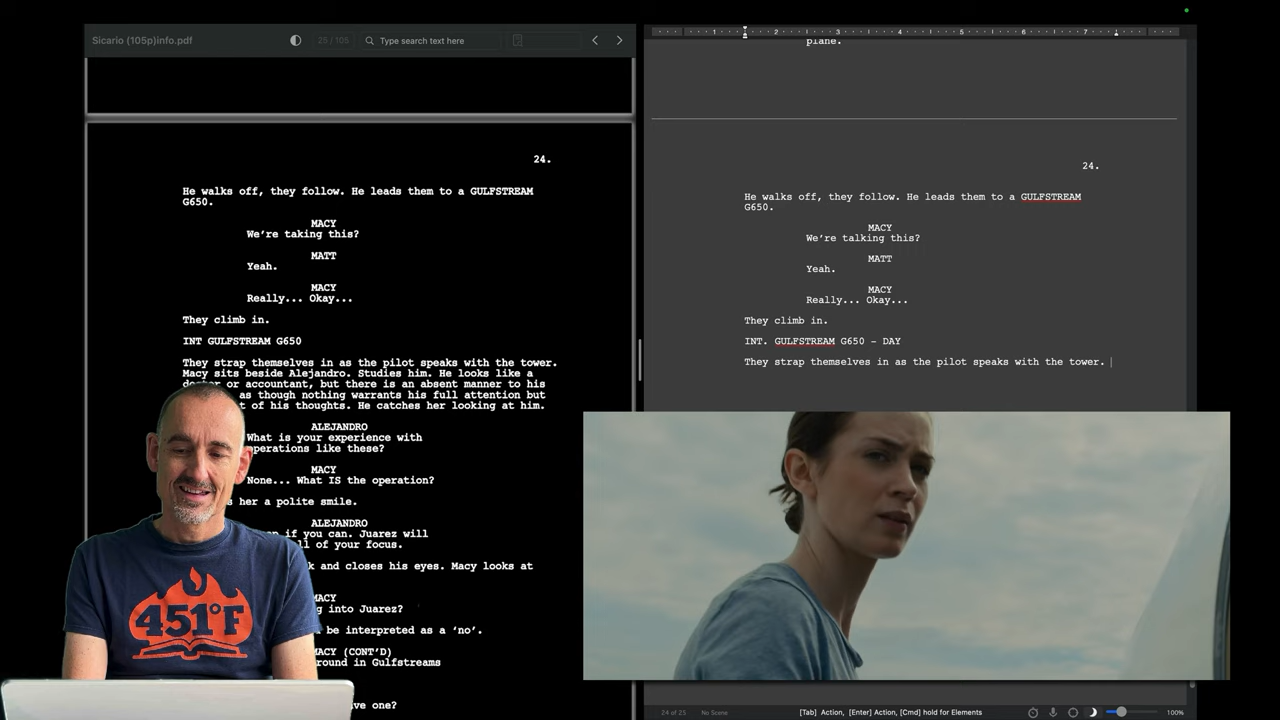 Sicario (105p)info.pdf
25 / 105
Type search text here
24.
He walks off, they follow. He leads them to a GULFSTREAM
G650.
MACY
We're taking this?
MATT
Yeah.
MACY
Really... Okay...
They climb in.
INT GULFSTREAM G650
They strap themselves in as the pilot speaks with the tower.
Macy sits beside Alejandro. Studies him. He looks like a
or accountant, but there is an absent manner to his
as though nothing warrants his full attention but
of his thoughts. He catches her looking at him.
ALEJANDRO
What is your experience with
operations like these?
MACY
None... What IS the operation?
her a polite smile.
ALEJANDRO
if you can. Juarez will
of your focus.
and closes his eyes. Macy looks at
MACY
into Juarez?
be interpreted as a 'no'.
MACY (CONT'D)
in Gulfstreams
one?
451°F
1 2 3 4 5 6 7
plane.
24.
He walks off, they follow. He leads them to a GULFSTREAM
G650.
MACY
We're talking this?
MATT
Yeah.
MACY
Really... Okay...
They climb in.
INT. GULFSTREAM G650 - DAY
They strap themselves in as the pilot speaks with the tower.
24 of 25
No Scene
[Tab] Action, [Enter] Action, [Cmd] hold for Elements
100%